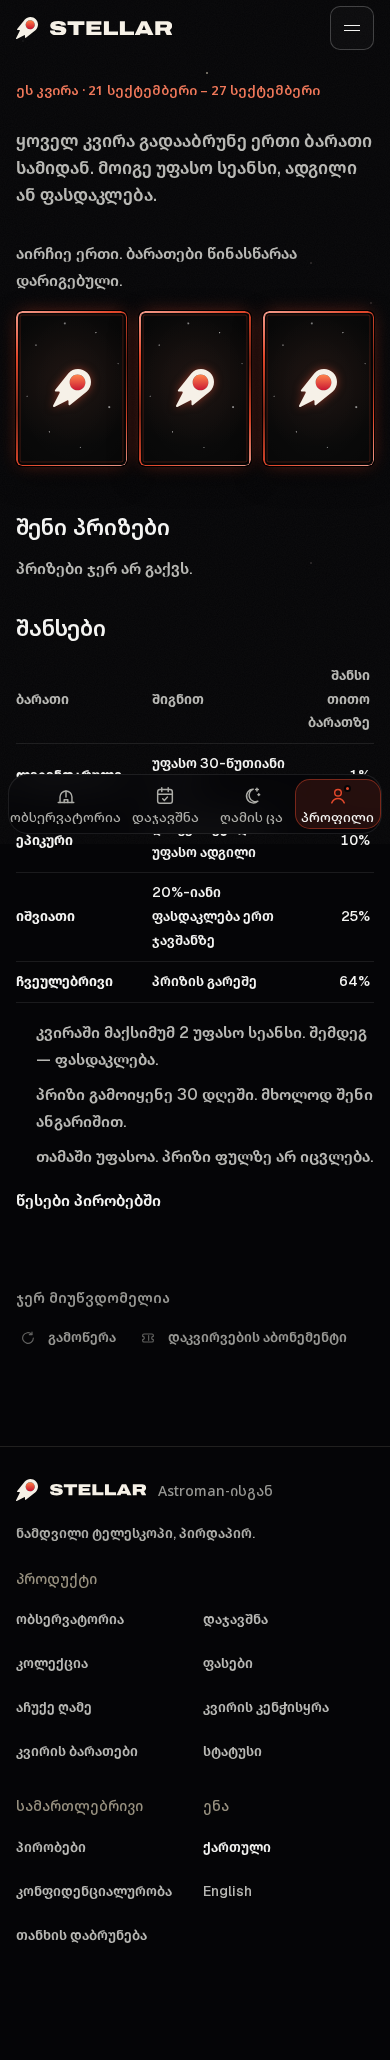 STELLAR
ეს კვირა · 21 სექტემბერი – 27 სექტემბერი
ყოველ კვირა გადააბრუნე ერთი ბარათი
სამიდან. მოიგე უფასო სეანსი, ადგილი
ან ფასდაკლება.
აირჩიე ერთი. ბარათები წინასწარაა
დარიგებული.
შენი პრიზები
პრიზები ჯერ არ გაქვს.
შანსები
ბარათი შიგნით შანსი თითო ბარათზე
უფასო 30-წუთიანი
1%
ობსერვატორია დაჯავშნა ღამის ცა პროფილი
ეპიკური უფასო ადგილი 10%
იშვიათი 20%-იანი ფასდაკლება ერთ ჯავშანზე 25%
ჩვეულებრივი პრიზის გარეშე 64%
კვირაში მაქსიმუმ 2 უფასო სეანსი. შემდეგ
— ფასდაკლება.
პრიზი გამოიყენე 30 დღეში. მხოლოდ შენი
ანგარიშით.
თამაში უფასოა. პრიზი ფულზე არ იცვლება.
წესები პირობებში
ჯერ მიუწვდომელია
გამოწერა დაკვირვების აბონემენტი
STELLAR Astroman-ისგან
ნამდვილი ტელესკოპი, პირდაპირ.
პროდუქტი
ობსერვატორია დაჯავშნა
კოლექცია ფასები
აჩუქე ღამე კვირის კენჭისყრა
კვირის ბარათები სტატუსი
სამართლებრივი ენა
პირობები ქართული
კონფიდენციალურობა English
თანხის დაბრუნება